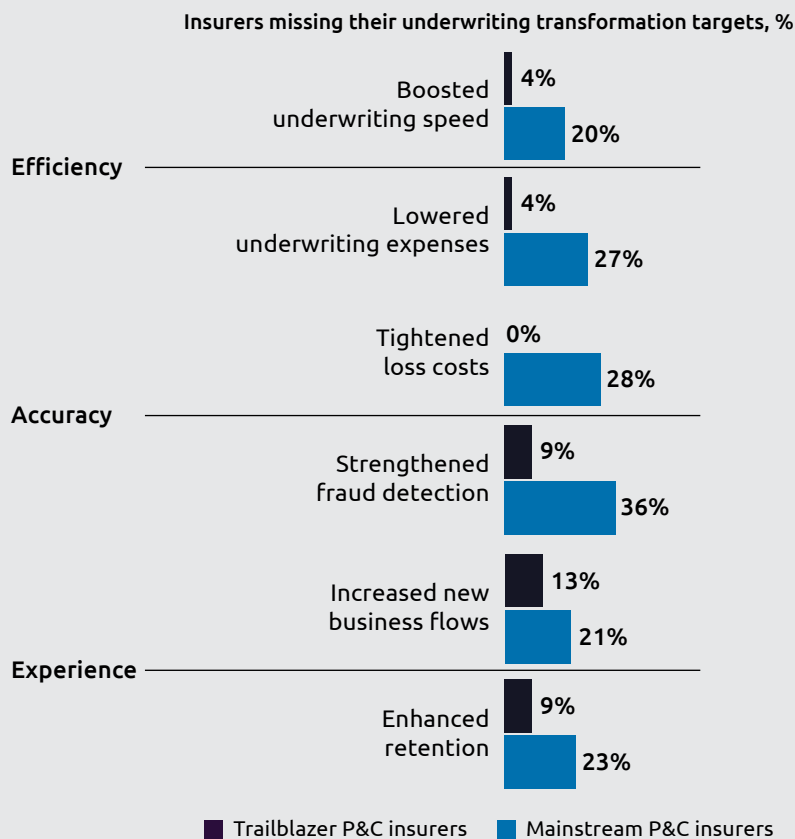 Insurers missing their underwriting transformation targets, %
Boosted
underwriting speed
4%
20%
Efficiency
Lowered
underwriting expenses
4%
27%
Tightened
loss costs
0%
28%
Accuracy
Strengthened
fraud detection
9%
36%
Increased new
business flows
13%
21%
Experience
Enhanced
retention
9%
23%
Trailblazer P&C insurers
Mainstream P&C insurers